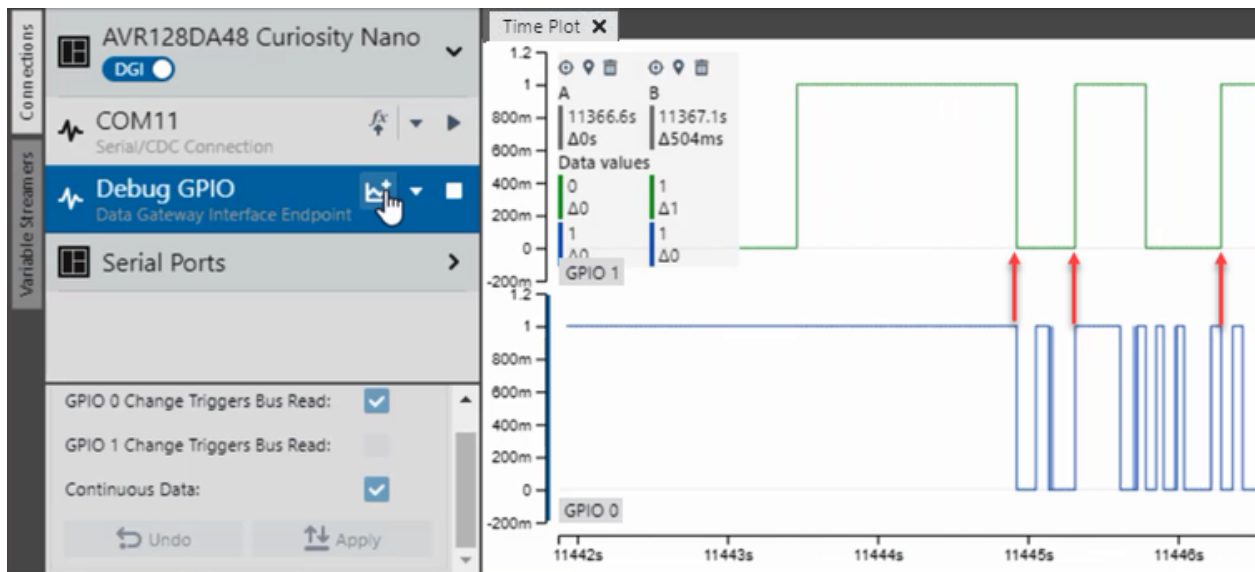 Connections
Variable Streamers
AVR128DA48 Curiosity Nano
DGI
COM11
Serial/CDC Connection
fx
Debug GPIO
Data Gateway Interface Endpoint
Serial Ports
GPIO 0 Change Triggers Bus Read:
GPIO 1 Change Triggers Bus Read:
Continuous Data:
Undo
Apply
Time Plot
1.2
1
800m
600m
400m
200m
0
-200m
A
B
11366.6s
11367.1s
Δ0s
Δ504ms
Data values
0
1
Δ0
Δ1
1
1
Δ0
Δ0
GPIO 1
1.2
1
800m
600m
400m
200m
0
-200m
GPIO 0
11442s
11443s
11444s
11445s
11446s